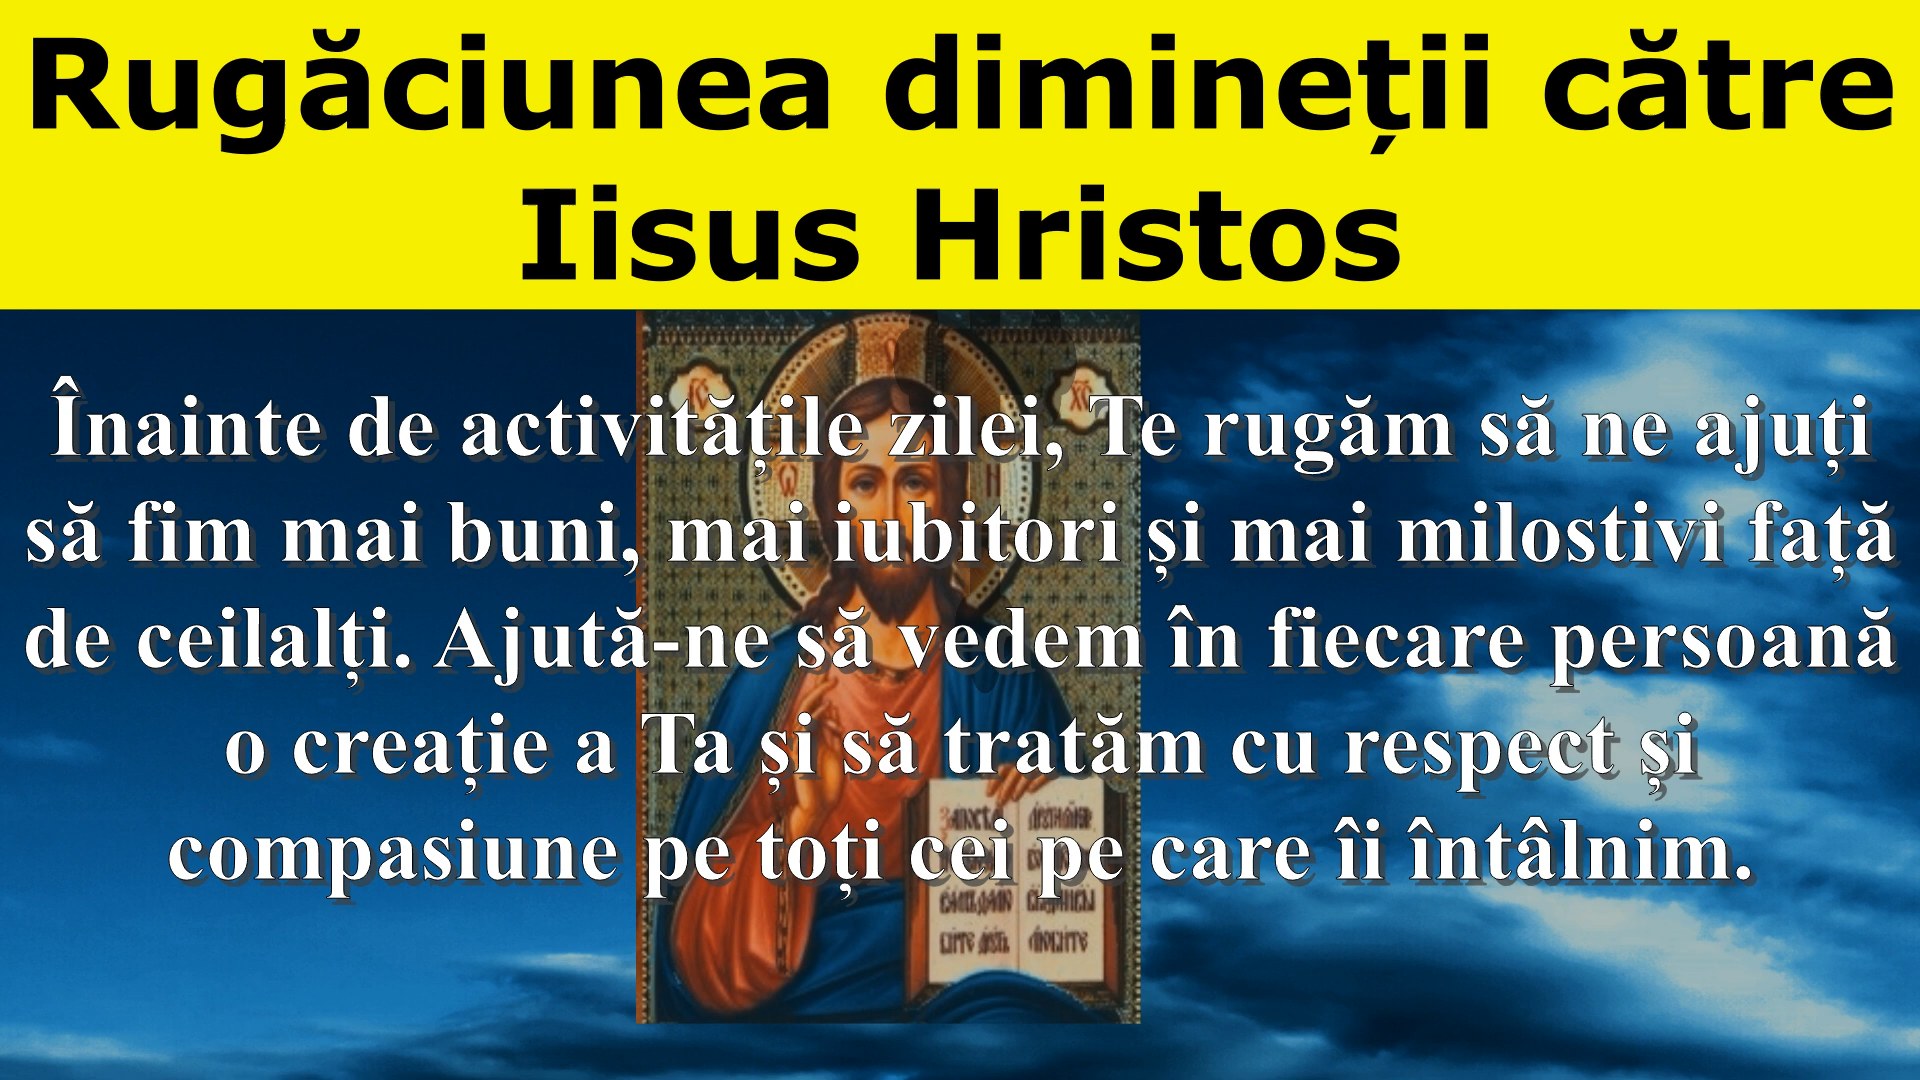 Rugăciunea dimineții către
Iisus Hristos
Înainte de activitățile zilei, Te rugăm să ne ajuți
să fim mai buni, mai iubitori și mai milostivi față
de ceilalți. Ajută-ne să vedem în fiecare persoană
o creație a Ta și să tratăm cu respect și
compasiune pe toți cei pe care îi întâlnim.